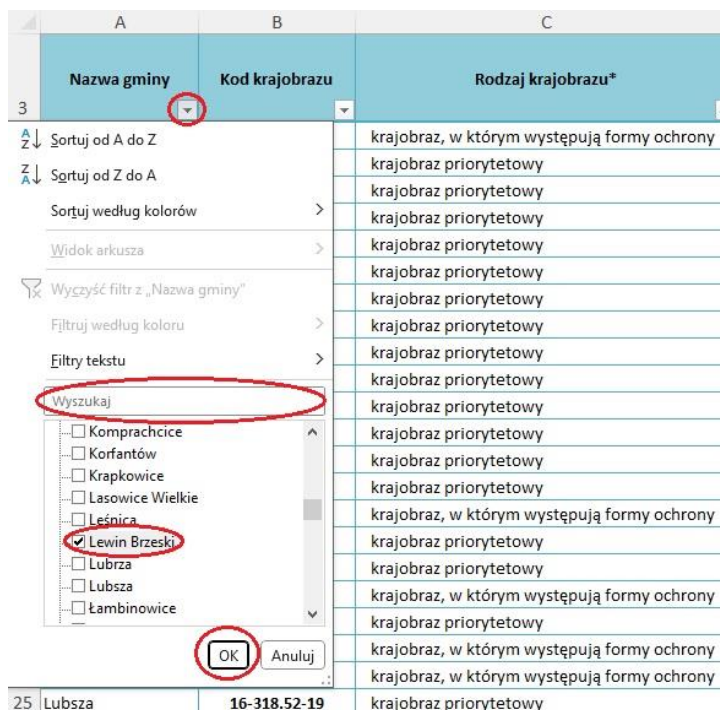 A B C
3 Nazwa gminy Kod krajobrazu Rodzaj krajobrazu*
Sortuj od A do Z
Sortuj od Z do A
Sortuj według kolorów
Widok arkusza
Wyczyść filtr z „Nazwa gminy"
Filtruj według koloru
Filtry tekstu
Wyszukaj
Komprachcice
Korfantów
Krapkowice
Lasowice Wielkie
Leśnica
Lewin Brzeski
Lubrza
Lubsza
Łambinowice
OK Anuluj
krajobraz, w którym występują formy ochrony
krajobraz priorytetowy
krajobraz priorytetowy
krajobraz priorytetowy
krajobraz priorytetowy
krajobraz priorytetowy
krajobraz priorytetowy
krajobraz priorytetowy
krajobraz priorytetowy
krajobraz priorytetowy
krajobraz priorytetowy
krajobraz priorytetowy
krajobraz priorytetowy
krajobraz priorytetowy
krajobraz, w którym występują formy ochrony
krajobraz priorytetowy
krajobraz priorytetowy
krajobraz, w którym występują formy ochrony
krajobraz priorytetowy
krajobraz, w którym występują formy ochrony
krajobraz, w którym występują formy ochrony
25 Lubsza 16-318.52-19 krajobraz priorytetowy